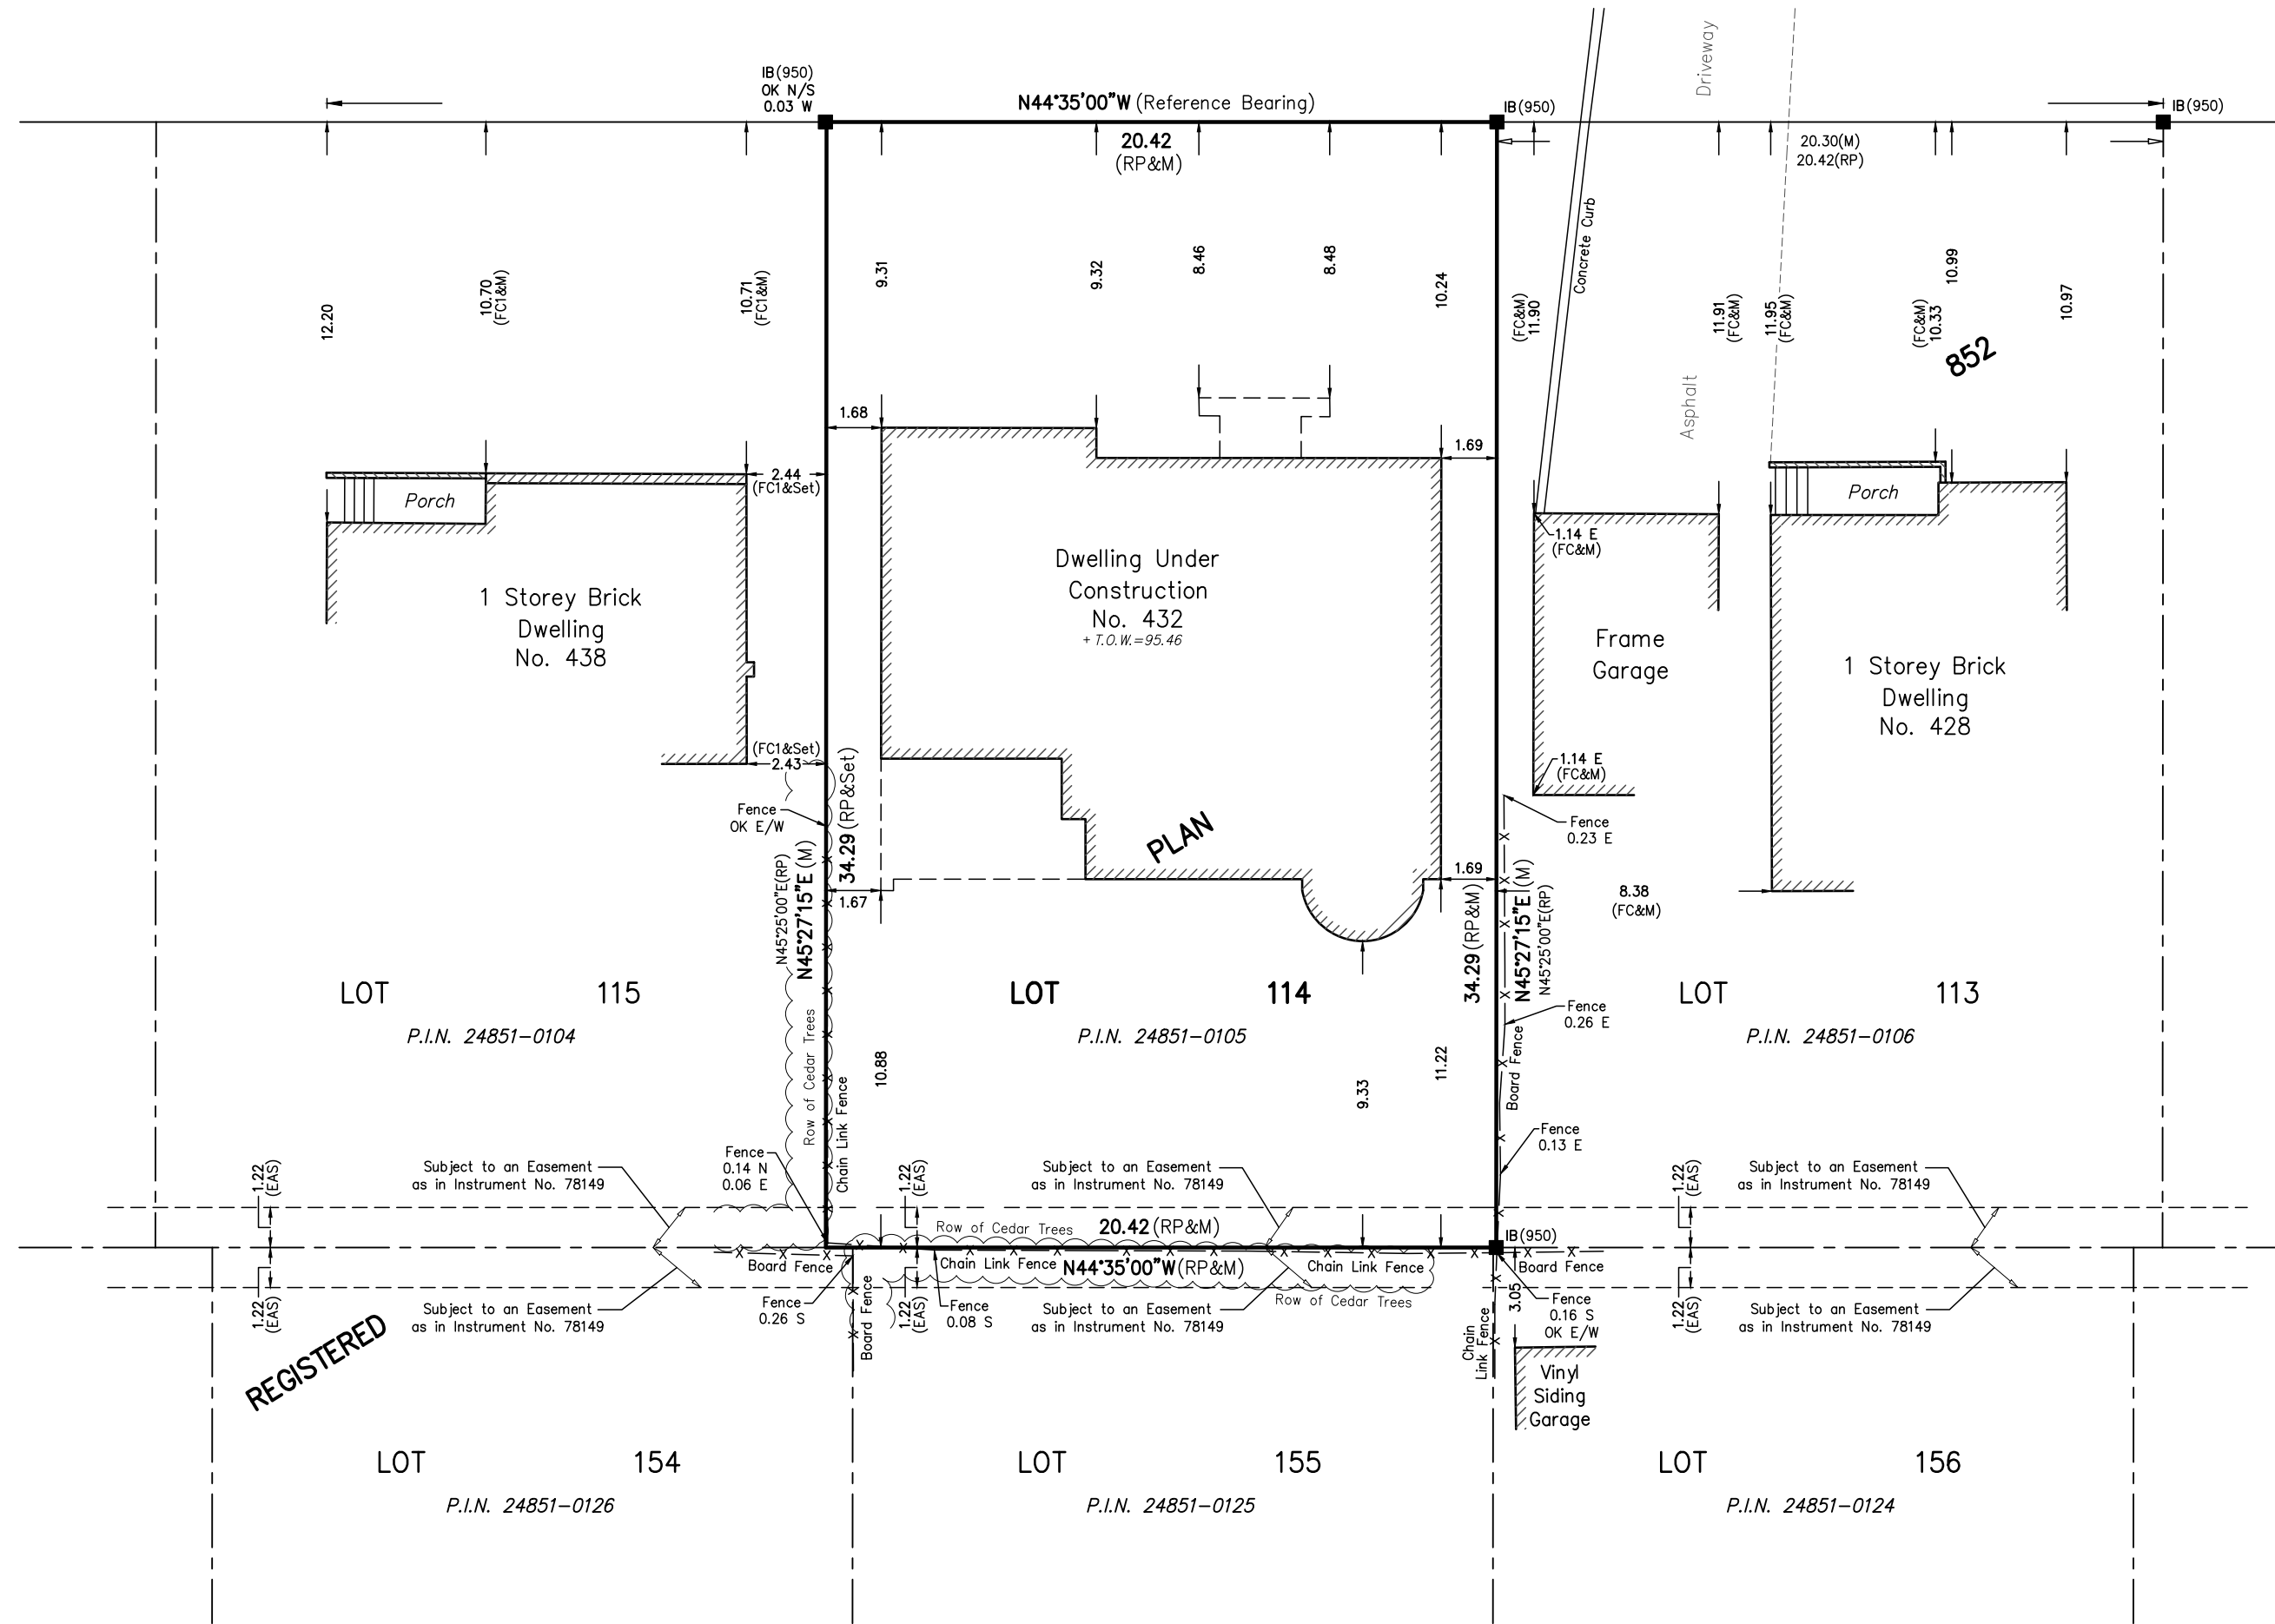 IB(950)
OK N/S
0.03 W
N44°35'00"W (Reference Bearing)
20.42
(RP&M)
IB(950)
Driveway
20.30(M)
20.42(RP)
IB(950)
12.20
10.70
(FC1&M)
10.71
(FC1&M)
9.31
9.32
8.46
8.48
10.24
(FC&M)
11.90
Concrete Curb
11.91
(FC&M)
11.95
(FC&M)
(FC&M)
10.33
10.99
10.97
852
Asphalt
1.68
1.69
2.44
(FC1&Set)
Porch
Porch
1.14 E
(FC&M)
1 Storey Brick
Dwelling
No. 438
Dwelling Under
Construction
No. 432
+ T.O.W.=95.46
Frame
Garage
1 Storey Brick
Dwelling
No. 428
(FC1&Set)
2.43
1.14 E
(FC&M)
Fence
OK E/W
34.29 (RP&Set)
N45°25'00"E(RP)
N45°27'15"E (M)
1.67
PLAN
1.69
Fence
0.23 E
8.38
(FC&M)
34.29 (RP&M)
N45°27'15"E (M)
N45°25'00"E(RP)
LOT 115
P.I.N. 24851-0104
LOT 114
P.I.N. 24851-0105
LOT 113
P.I.N. 24851-0106
Fence
0.26 E
Row of Cedar Trees
Chain Link Fence
10.88
9.33
11.22
Board Fence
Fence
0.13 E
Fence
0.14 N
0.06 E
1.22
(EAS)
Subject to an Easement
as in Instrument No. 78149
1.22
(EAS)
Subject to an Easement
as in Instrument No. 78149
1.22
(EAS)
Subject to an Easement
as in Instrument No. 78149
Row of Cedar Trees
20.42 (RP&M)
IB(950)
Board Fence
Chain Link Fence
N44°35'00"W(RP&M)
Chain Link Fence
Board Fence
1.22
(EAS)
Subject to an Easement
as in Instrument No. 78149
Fence
0.26 S
Board Fence
1.22
(EAS)
Fence
0.08 S
Subject to an Easement
as in Instrument No. 78149
Row of Cedar Trees
Chain
Link Fence
3.05
Fence
0.16 S
OK E/W
1.22
(EAS)
Subject to an Easement
as in Instrument No. 78149
REGISTERED
Vinyl
Siding
Garage
LOT 154
P.I.N. 24851-0126
LOT 155
P.I.N. 24851-0125
LOT 156
P.I.N. 24851-0124